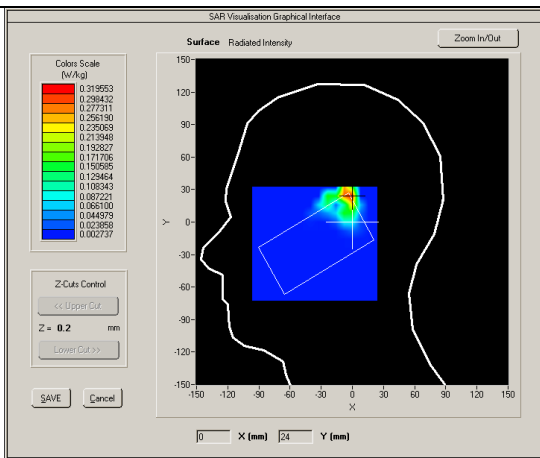 SAR Visualisation Graphical Interface
Surface Radiated Intensity
Zoom In/Out
Colors Scale
(W/kg)
0.319553
0.298432
0.277311
0.256190
0.235069
0.213948
0.192827
0.171706
0.150585
0.129464
0.108343
0.087221
0.066100
0.044979
0.023858
0.002737
Z-Cuts Control
<< Upper Cut
Z = 0.2 mm
Lower Cut >>
SAVE Cancel
150-
120-
90-
60-
30-
0-
-30-
-60-
-90-
-120-
-150-
Y
-150 -120 -90 -60 -30 0 30 60 90 120 150
X
0 X (mm) 24 Y (mm)